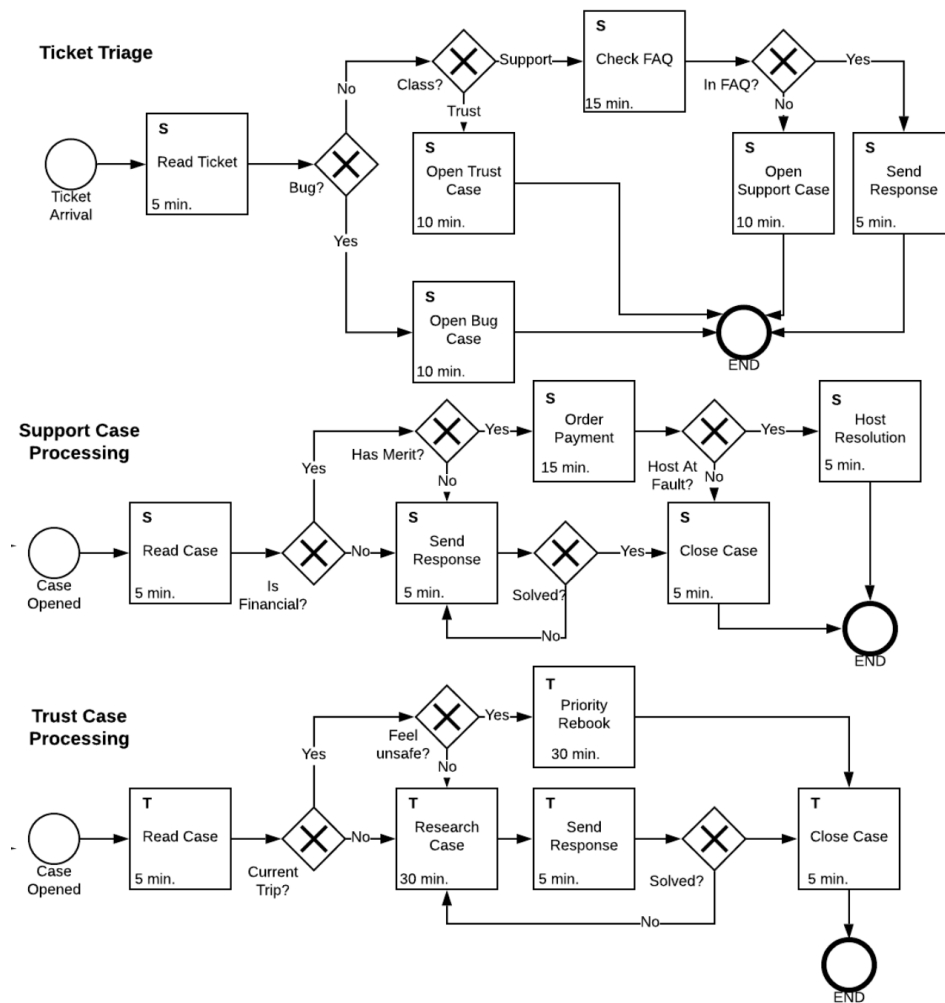 Ticket Triage
Ticket
Arrival
S
Read Ticket
5 min.
Bug?
No
Yes
Class?
Support
Trust
S
Check FAQ
15 min.
In FAQ?
Yes
No
S
Open Trust
Case
10 min.
S
Open
Support Case
10 min.
S
Send
Response
5 min.
S
Open Bug
Case
10 min.
END
Support Case
Processing
Case
Opened
S
Read Case
5 min.
Is
Financial?
Yes
No
Has Merit?
Yes
No
S
Order
Payment
15 min.
Host At
Fault?
Yes
No
S
Host
Resolution
5 min.
S
Send
Response
5 min.
Solved?
Yes
No
S
Close Case
5 min.
END
Trust Case
Processing
Case
Opened
T
Read Case
5 min.
Current
Trip?
Yes
No
Feel
unsafe?
Yes
No
T
Priority
Rebook
30 min.
T
Research
Case
30 min.
T
Send
Response
5 min.
Solved?
No
T
Close Case
5 min.
END